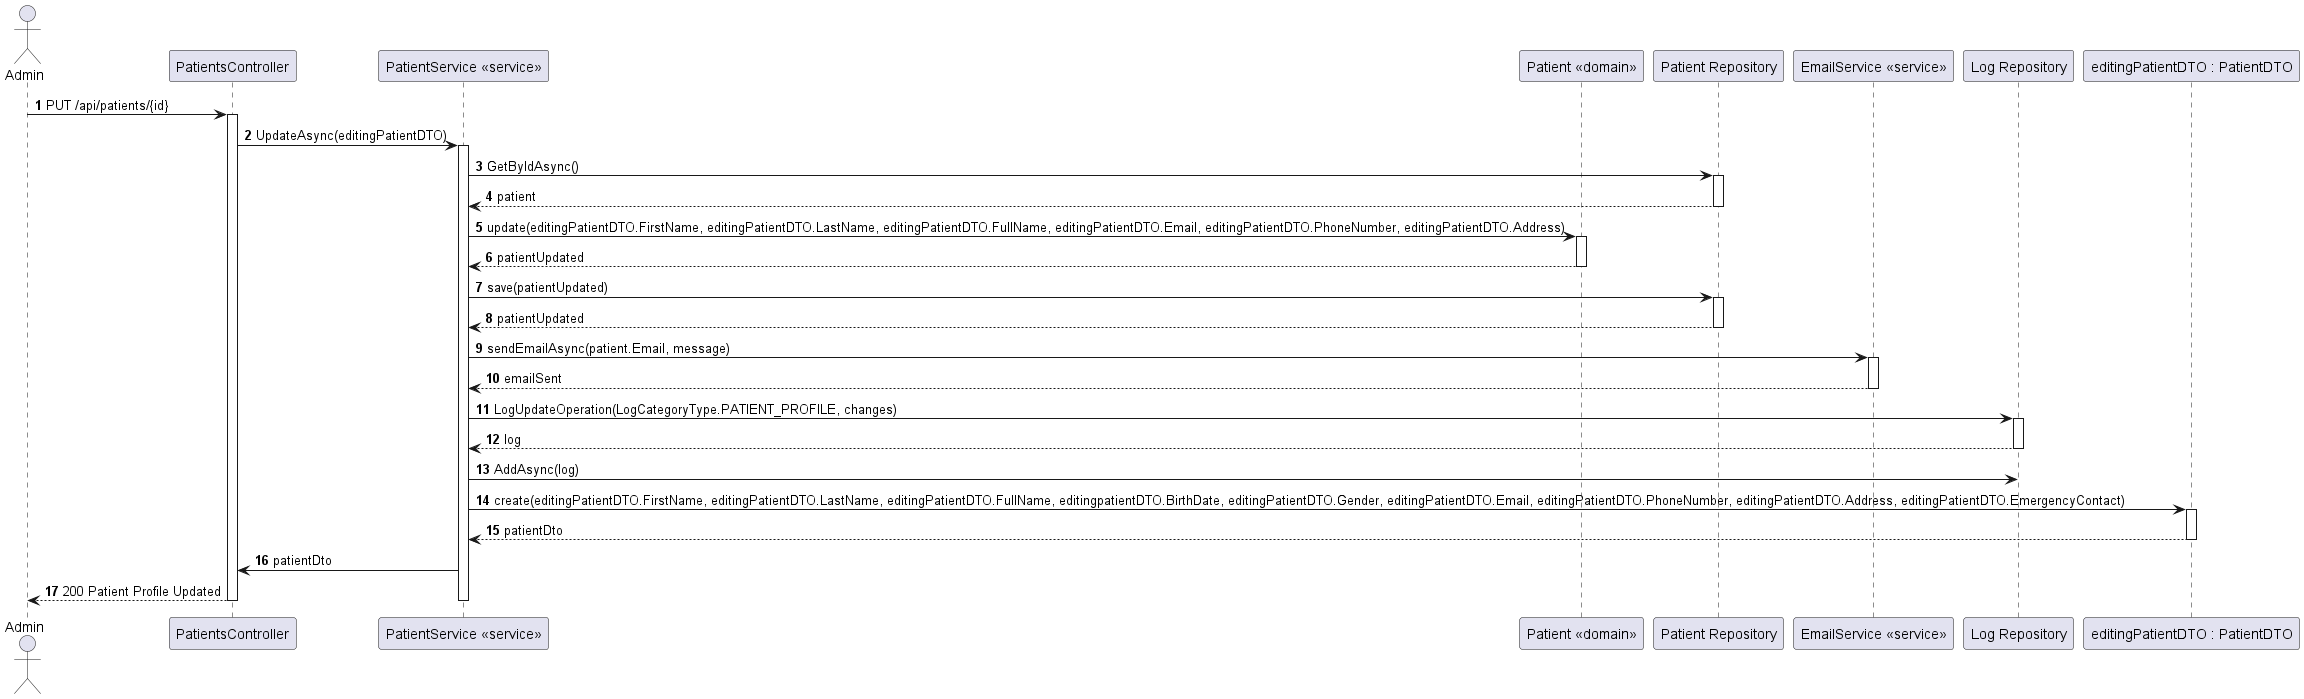 Admin
PatientsController
PatientService «service»
Patient «domain»
Patient Repository
EmailService «service»
Log Repository
editingPatientDTO : PatientDTO
1 PUT /api/patients/{id}
2 UpdateAsync(editingPatientDTO)
3 GetByIdAsync()
4 patient
5 update(editingPatientDTO.FirstName, editingPatientDTO.LastName, editingPatientDTO.FullName, editingPatientDTO.Email, editingPatientDTO.PhoneNumber, editingPatientDTO.Address)
6 patientUpdated
7 save(patientUpdated)
8 patientUpdated
9 sendEmailAsync(patient.Email, message)
10 emailSent
11 LogUpdateOperation(LogCategoryType.PATIENT_PROFILE, changes)
12 log
13 AddAsync(log)
14 create(editingPatientDTO.FirstName, editingPatientDTO.LastName, editingPatientDTO.FullName, editingpatientDTO.BirthDate, editingPatientDTO.Gender, editingPatientDTO.Email, editingPatientDTO.PhoneNumber, editingPatientDTO.Address, editingPatientDTO.EmergencyContact)
15 patientDto
16 patientDto
17 200 Patient Profile Updated
Admin
PatientsController
PatientService «service»
Patient «domain»
Patient Repository
EmailService «service»
Log Repository
editingPatientDTO : PatientDTO